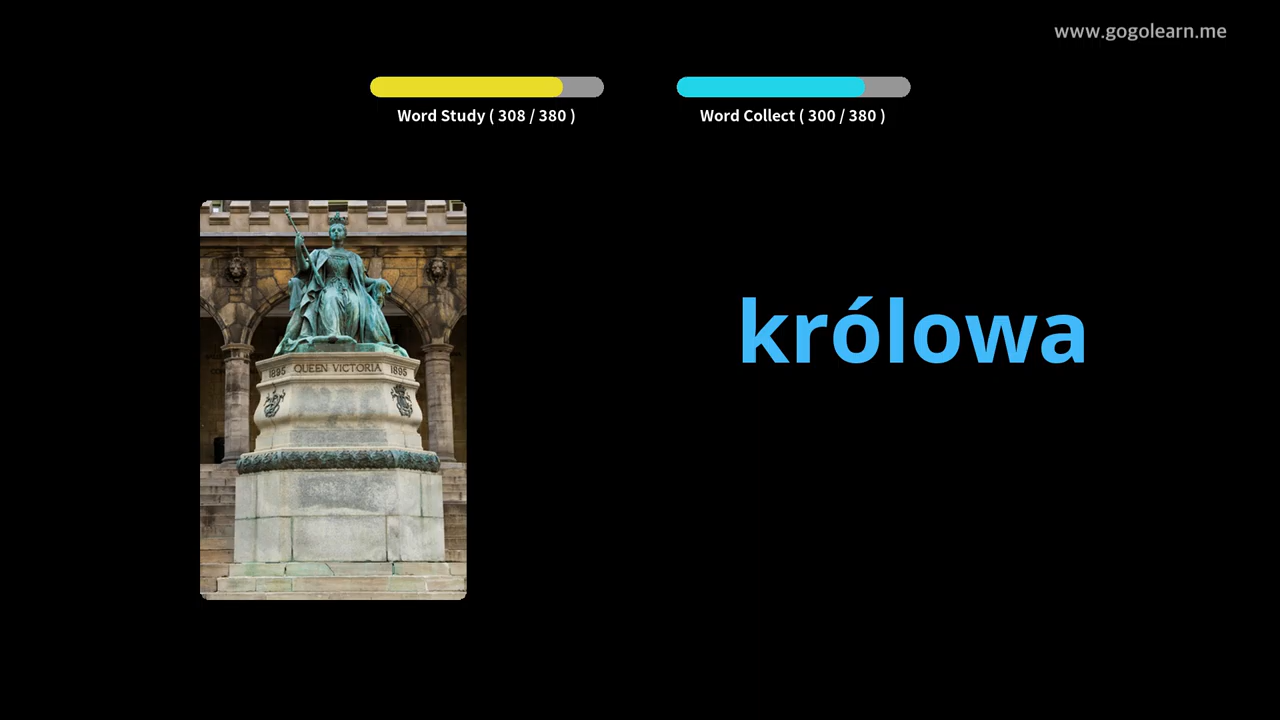 www.gogolearn.me
Word Study ( 308 / 380 )
Word Collect ( 300 / 380 )
królowa
1895 QUEEN VICTORIA 1895